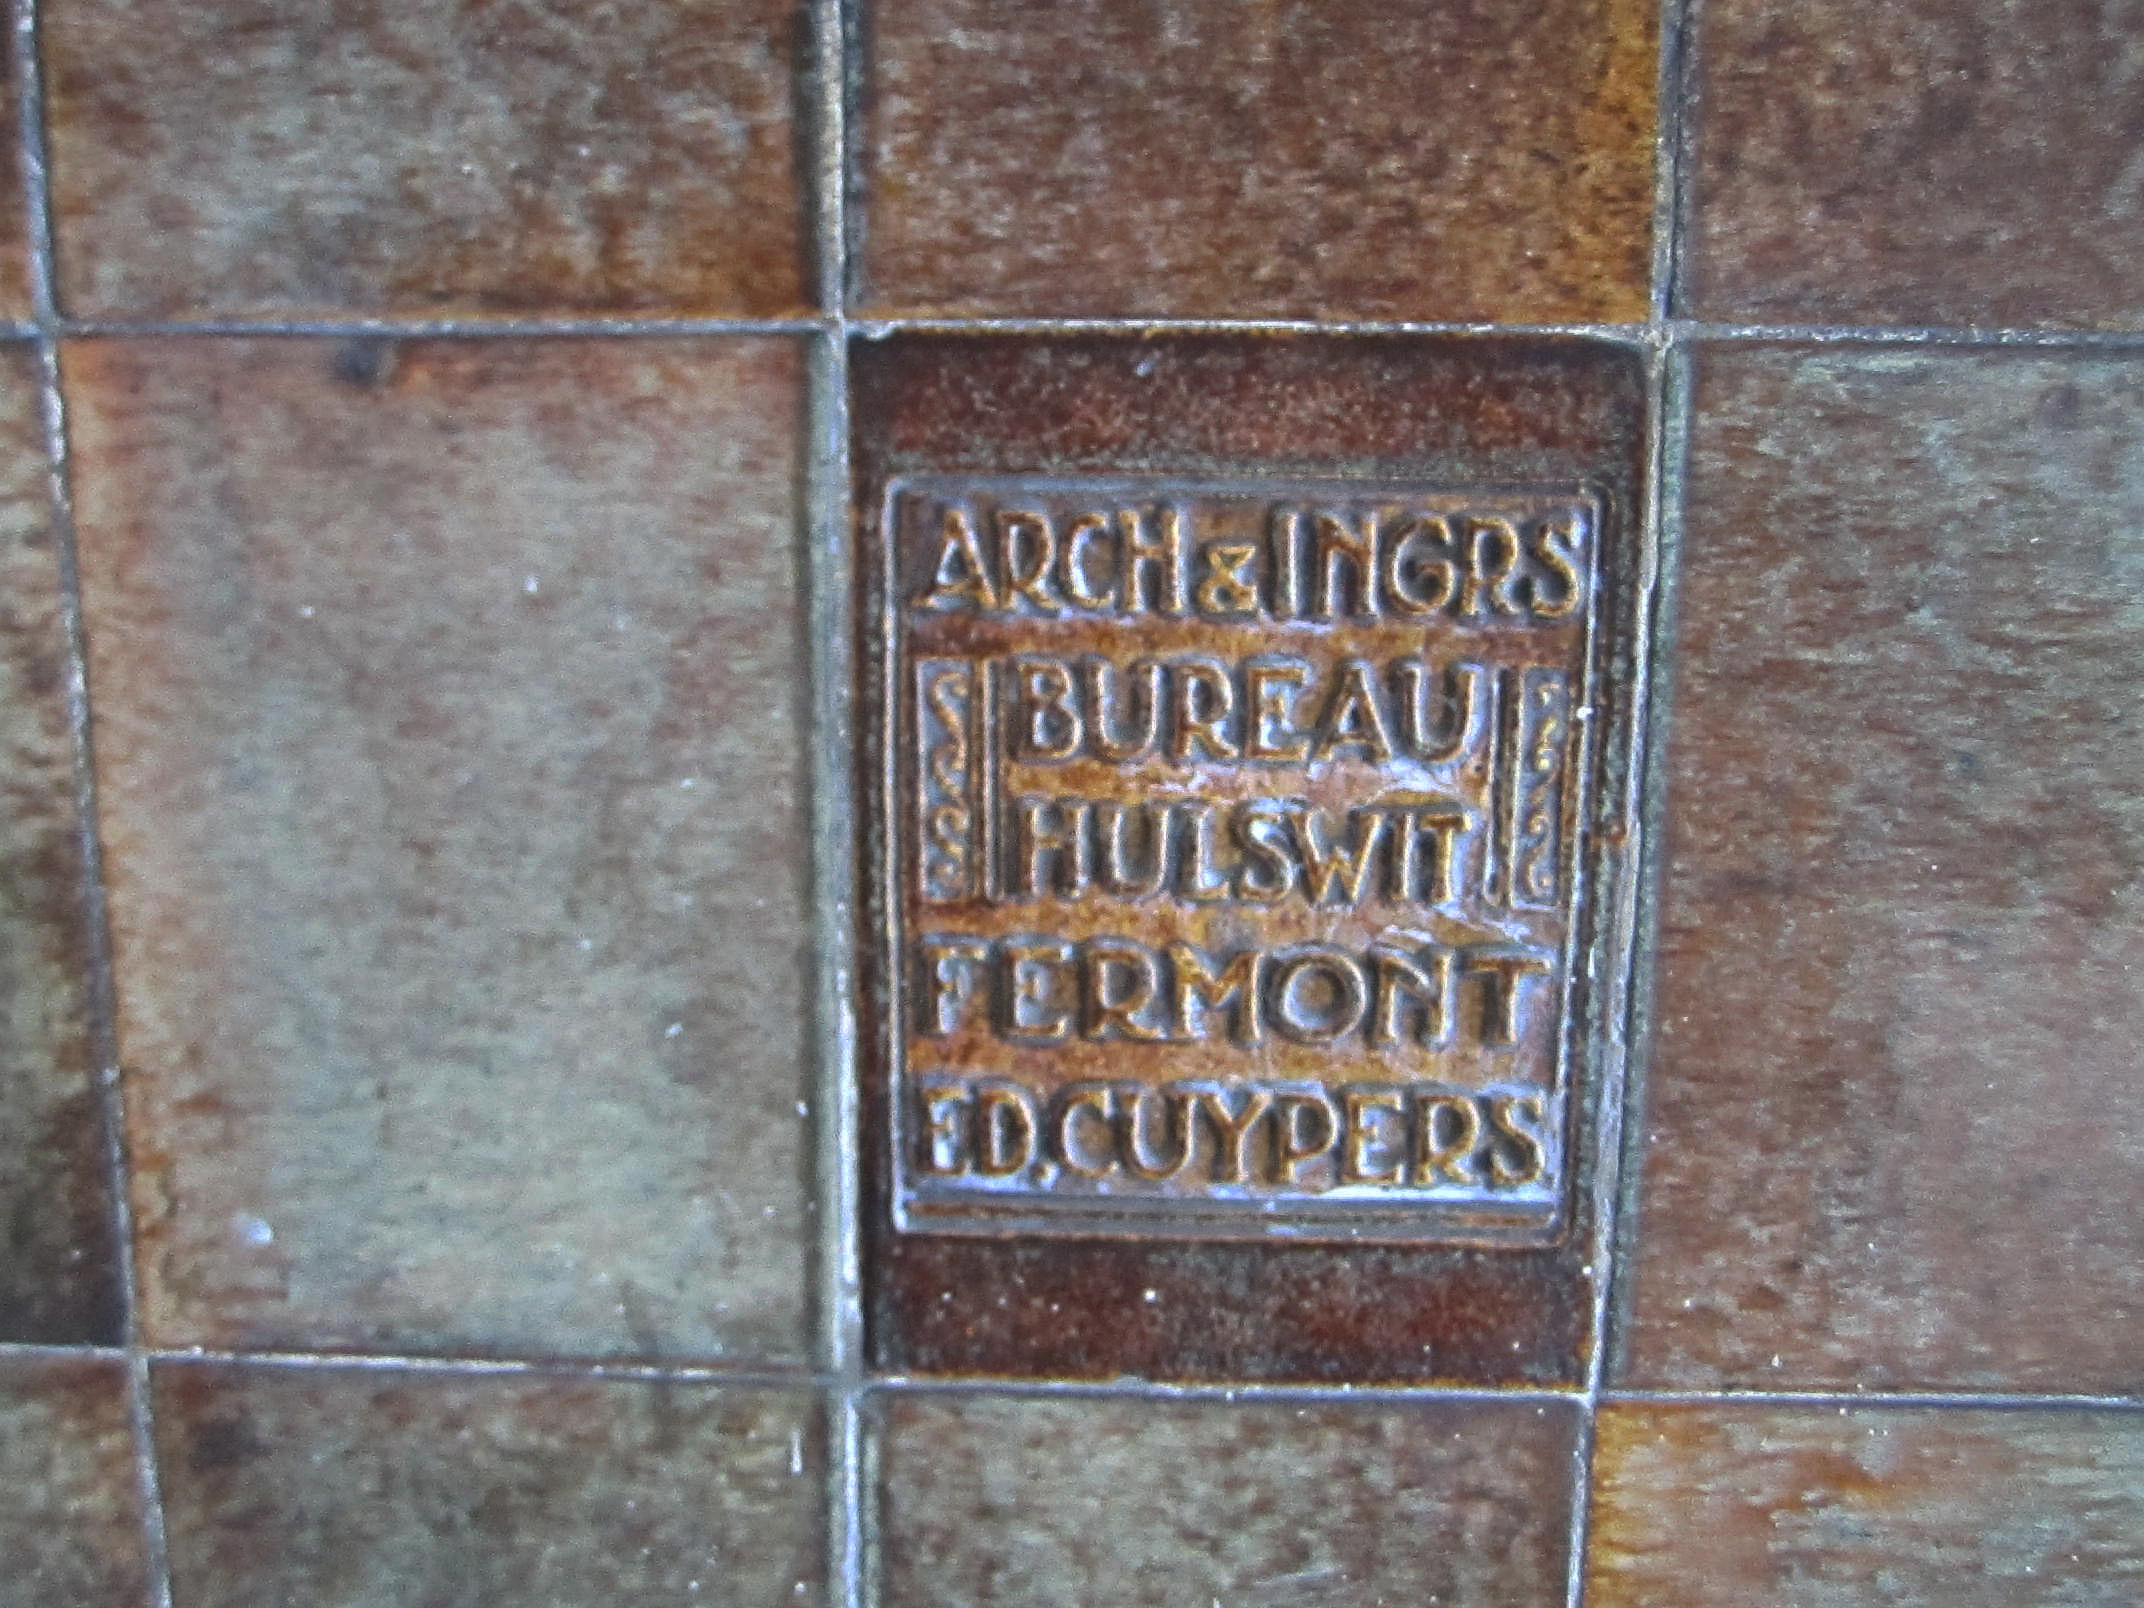 ARCH & INGRS
BUREAU
HULSWIT
FERMONT
ED. CUYPERS